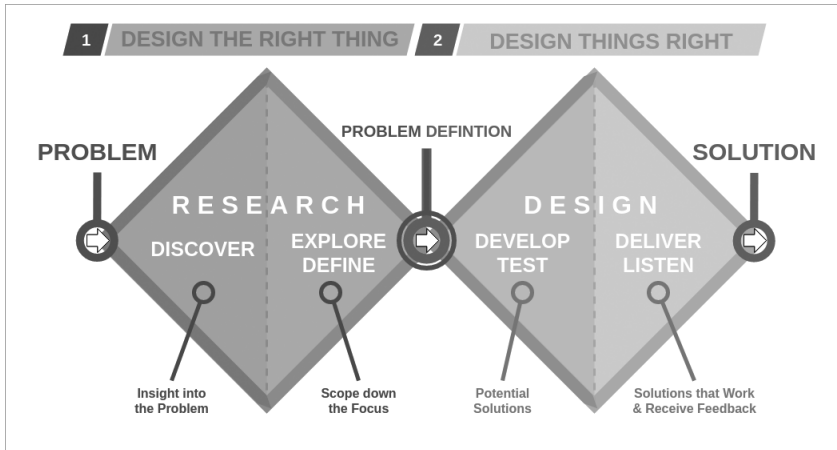 1 DESIGN THE RIGHT THING
2 DESIGN THINGS RIGHT
PROBLEM
PROBLEM DEFINTION
SOLUTION
RESEARCH
DISCOVER
EXPLORE
DEFINE
DESIGN
DEVELOP
TEST
DELIVER
LISTEN
Insight into
the Problem
Scope down
the Focus
Potential
Solutions
Solutions that Work
& Receive Feedback